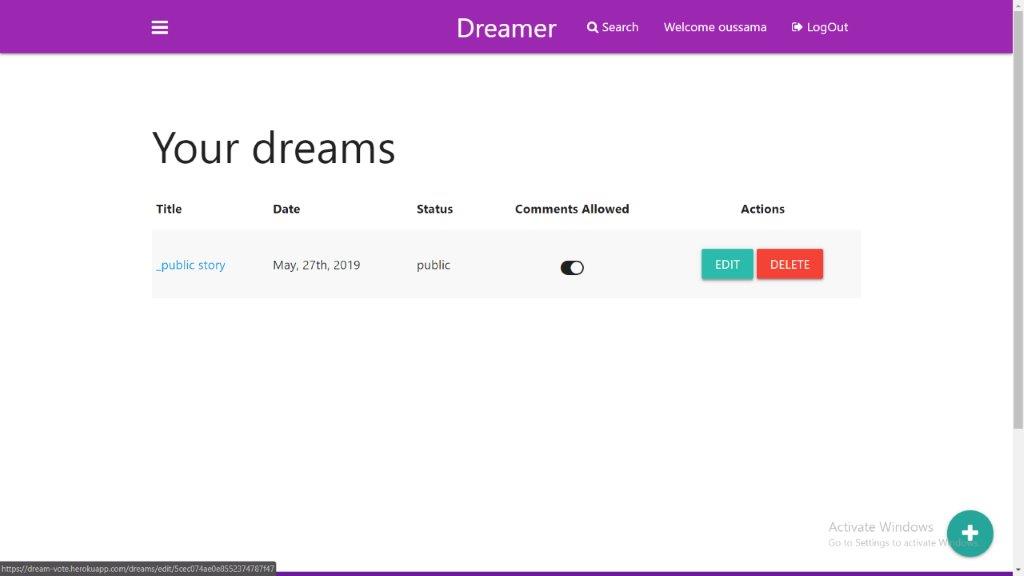 Dreamer Search Welcome oussama LogOut
Your dreams
Title Date Status Comments Allowed Actions
_public story May, 27th, 2019 public EDIT DELETE
Activate Windows
Go to Settings to activate Windows.
https://dream-vote.herokuapp.com/dreams/edit/5cec074ae0e8552374787f47